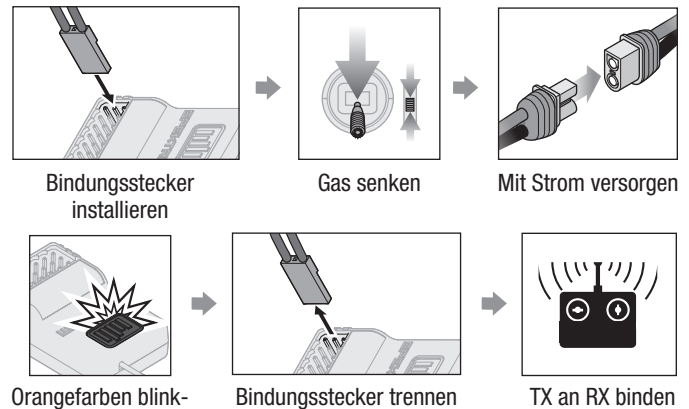 Bindungsstecker
installieren
Gas senken
Mit Strom versorgen
Orangefarben blink-
Bindungsstecker trennen
TX an RX binden